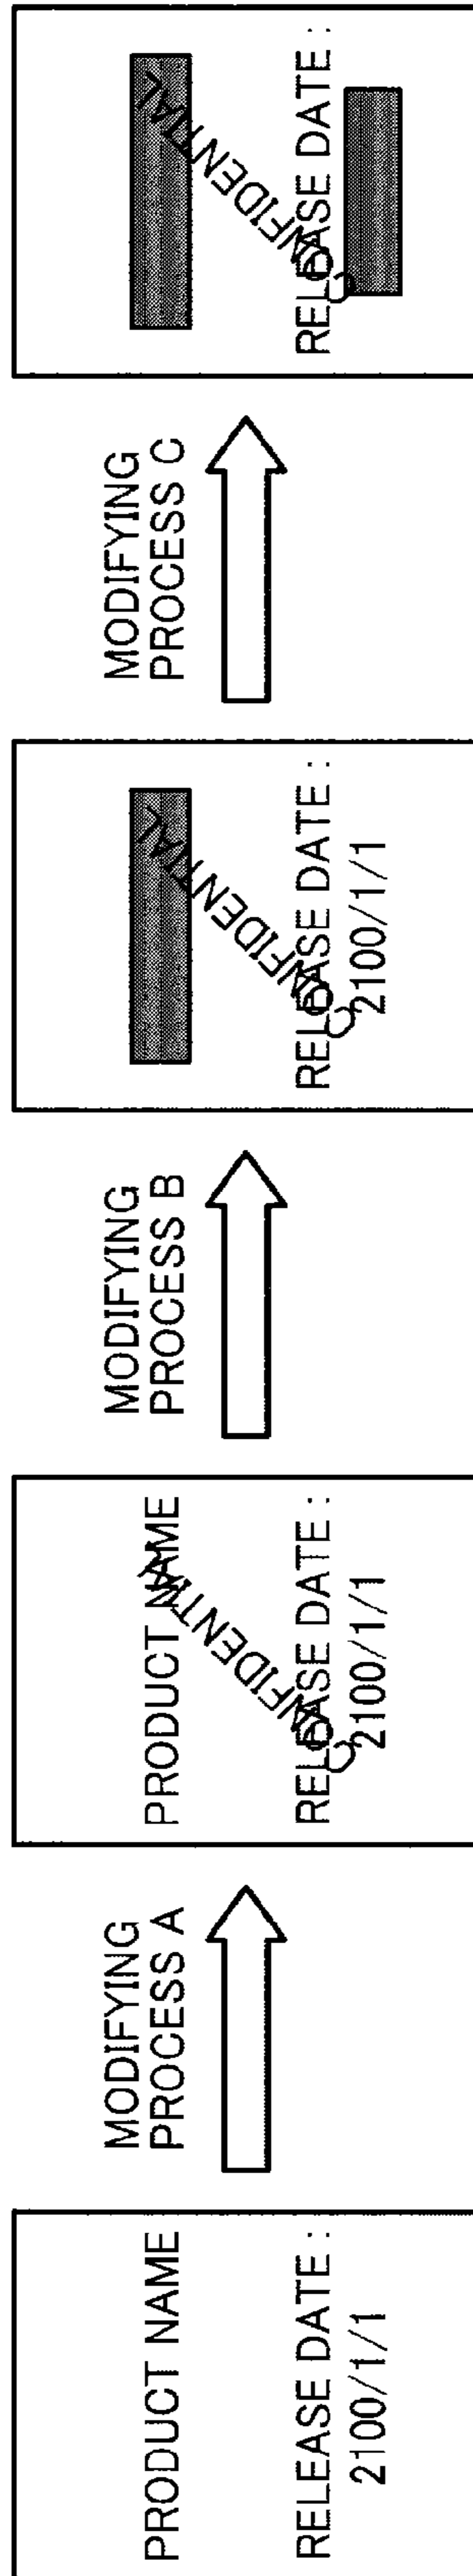 PRODUCT NAME
RELEASE DATE :
2100/1/1
MODIFYING
PROCESS A
PRODUCT NAME
CONFIDENTIAL
RELEASE DATE :
2100/1/1
MODIFYING
PROCESS B
CONFIDENTIAL
RELEASE DATE :
2100/1/1
MODIFYING
PROCESS C
CONFIDENTIAL
RELEASE DATE :